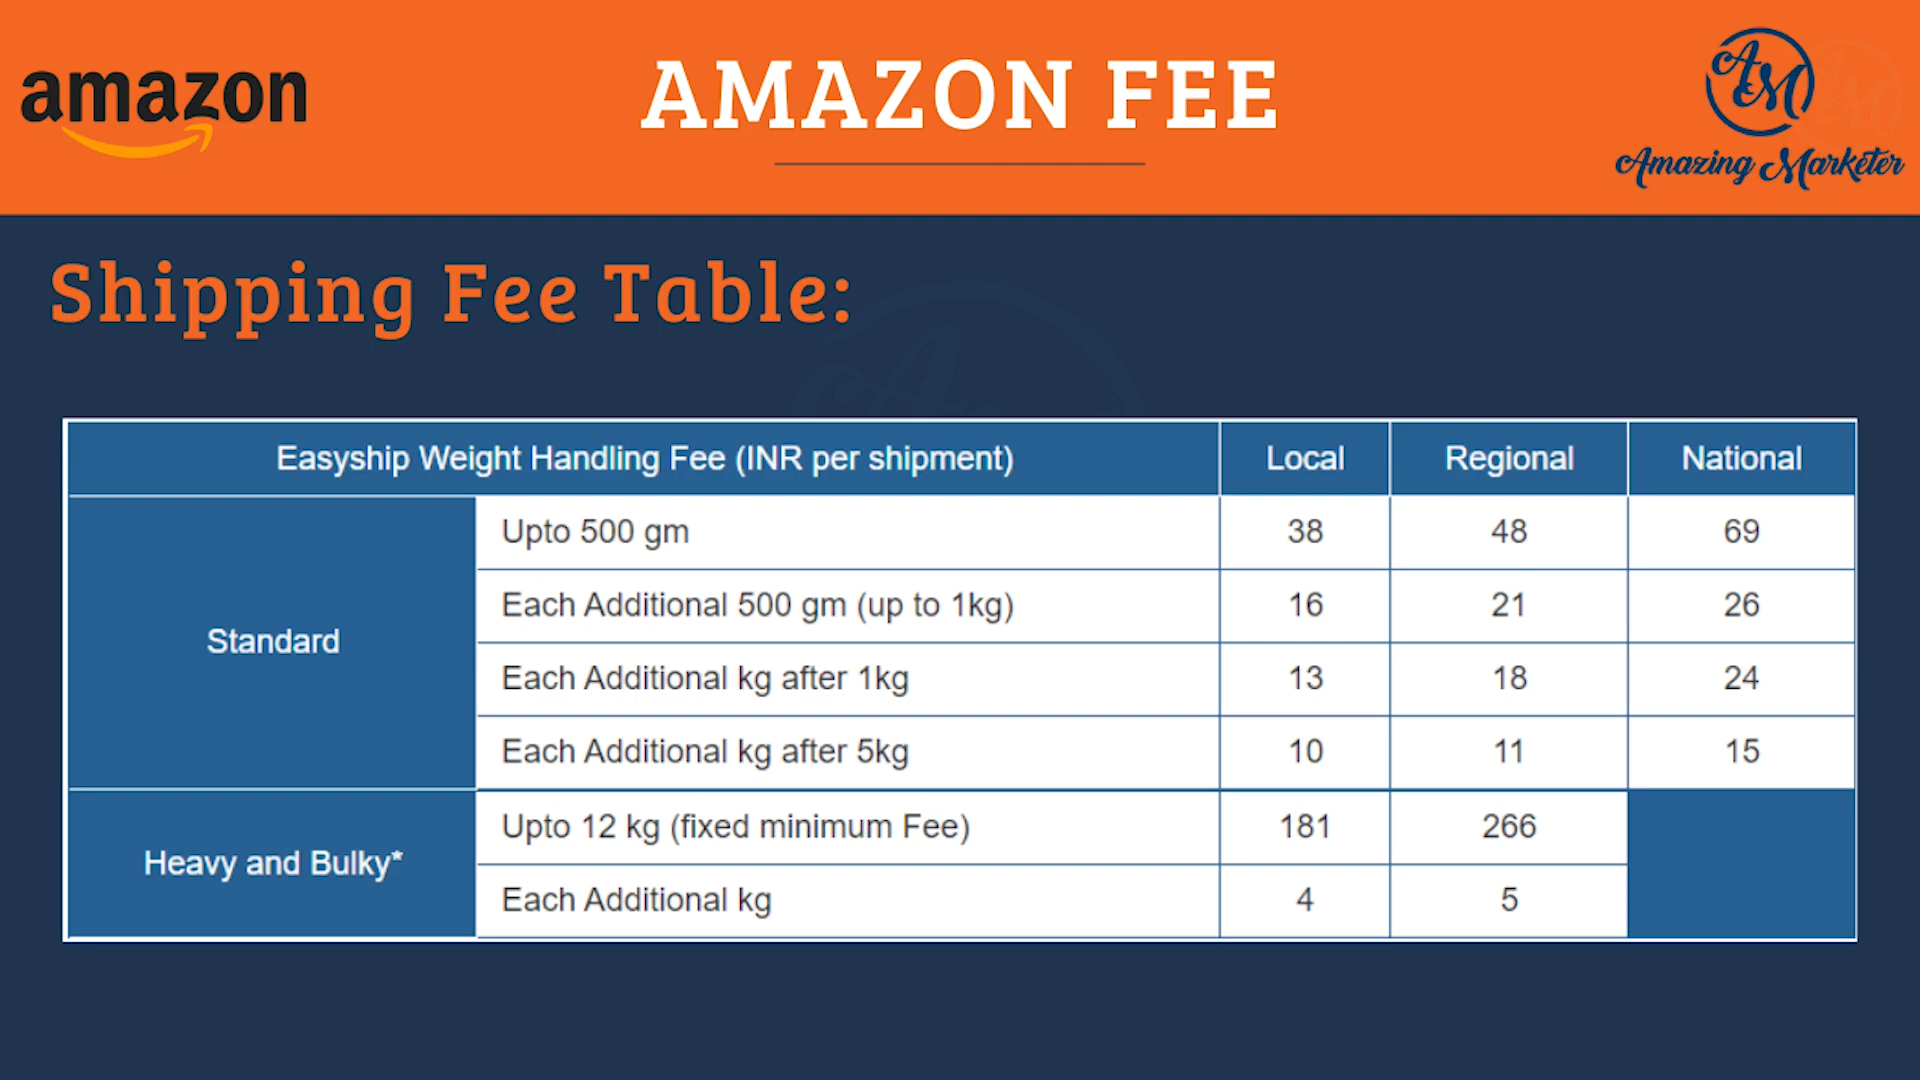 amazon
AMAZON FEE
AM
Amazing Marketer
Shipping Fee Table:
Easyship Weight Handling Fee (INR per shipment) Local Regional National
Standard
Upto 500 gm 38 48 69
Each Additional 500 gm (up to 1kg) 16 21 26
Each Additional kg after 1kg 13 18 24
Each Additional kg after 5kg 10 11 15
Heavy and Bulky*
Upto 12 kg (fixed minimum Fee) 181 266
Each Additional kg 4 5